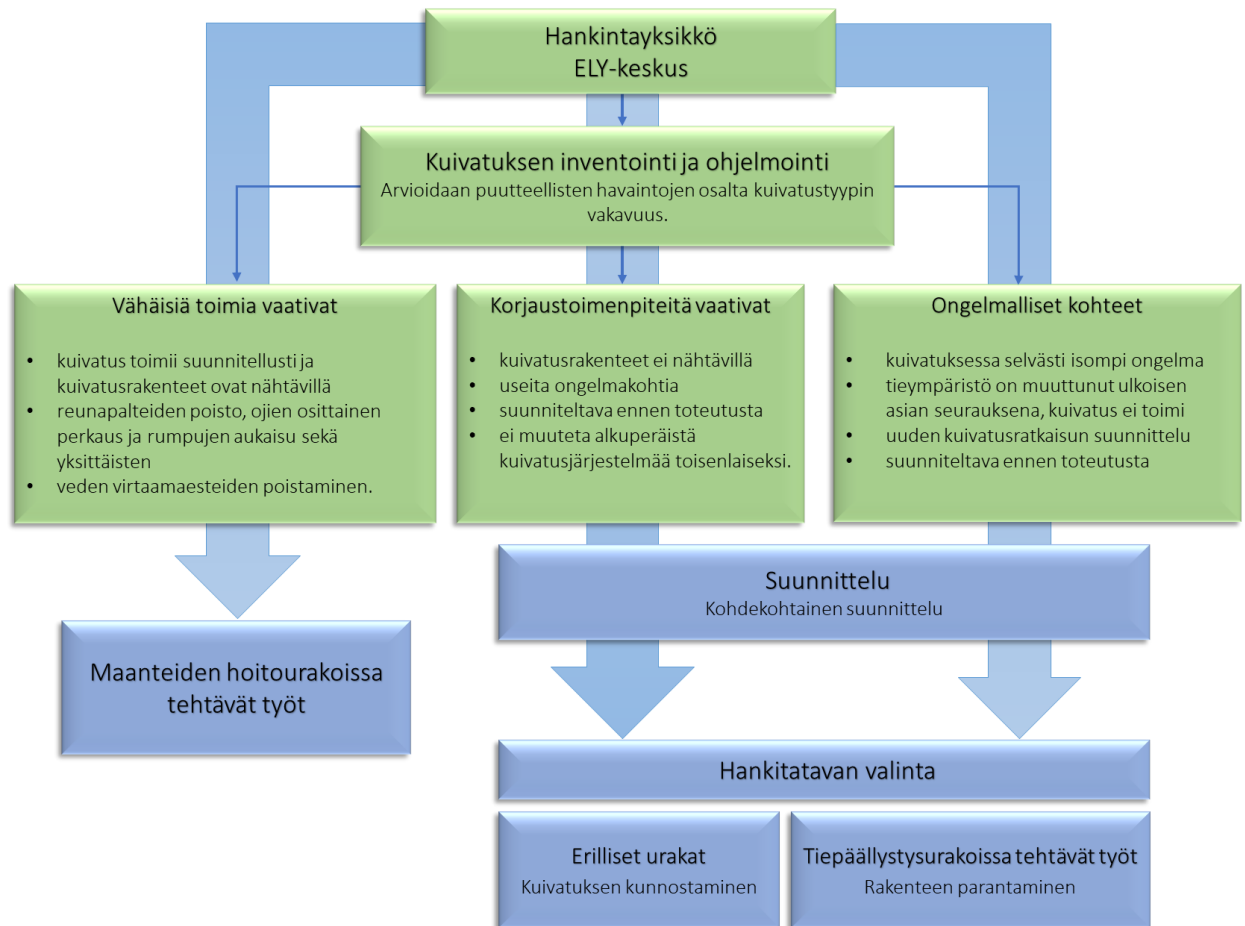 Hankintayksikkö
ELY-keskus
Kuivatuksen inventointi ja ohjelmointi
Arvioidaan puutteellisten havaintojen osalta kuivatustyypin
vakavuus.
Vähäisiä toimia vaativat
• kuivatus toimii suunnitellusti ja
kuivatusrakenteet ovat nähtävillä
• reunapalteiden poisto, ojien osittainen
perkaus ja rumpujen aukaisu sekä
yksittäisten
• veden virtaamaesteiden poistaminen.
Korjaustoimenpiteitä vaativat
• kuivatusrakenteet ei nähtävillä
• useita ongelmakohtia
• suunniteltava ennen toteutusta
• ei muuteta alkuperäistä
kuivatusjärjestelmää toisenlaiseksi.
Ongelmalliset kohteet
• kuivatuksessa selvästi isompi ongelma
• tieympäristö on muuttunut ulkoisen
asian seurauksena, kuivatus ei toimi
• uuden kuivatusratkaisun suunnittelu
• suunniteltava ennen toteutusta
Suunnittelu
Kohdekohtainen suunnittelu
Maanteiden hoitourakoissa
tehtävät työt
Hankitatavan valinta
Erilliset urakat
Kuivatuksen kunnostaminen
Tiepäällystysurakoissa tehtävät työt
Rakenteen parantaminen